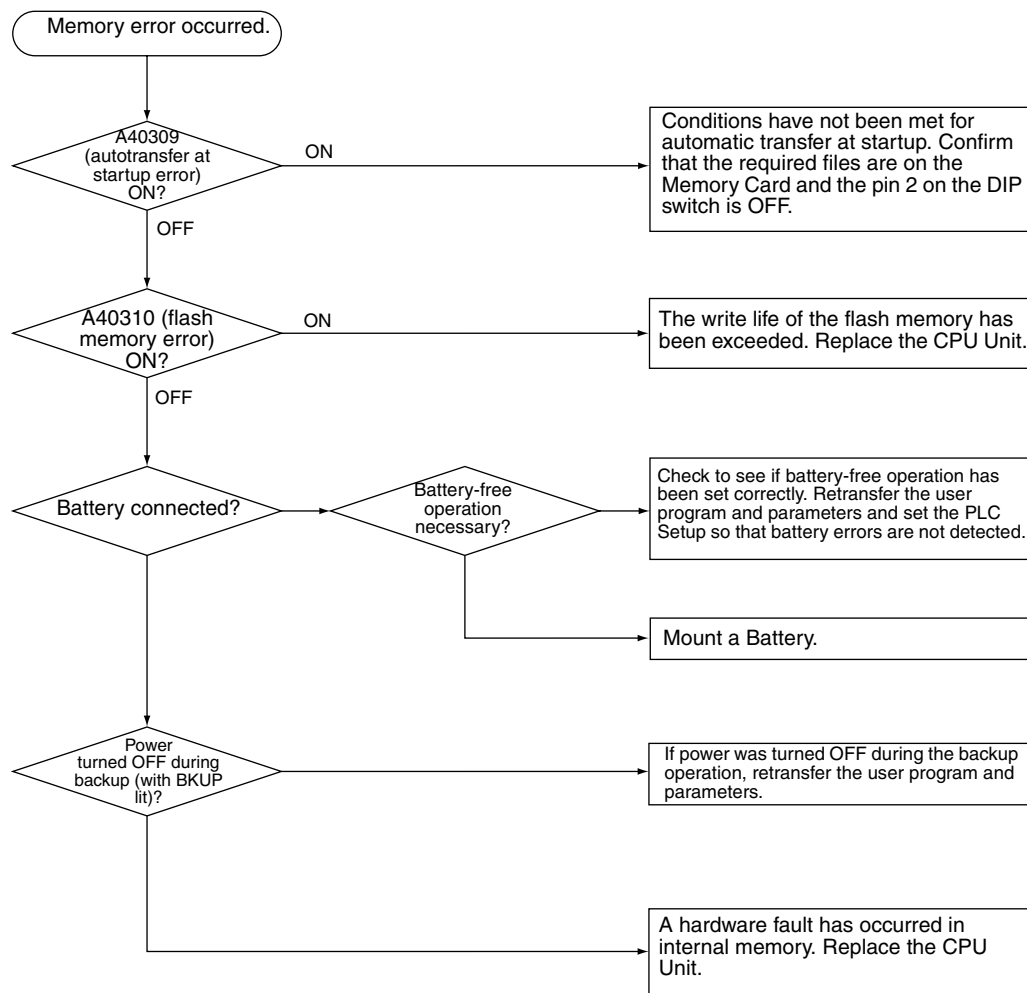 Memory error occurred.
A40309
(autotransfer at
startup error)
ON?
ON
Conditions have not been met for
automatic transfer at startup. Confirm
that the required files are on the
Memory Card and the pin 2 on the DIP
switch is OFF.
OFF
A40310 (flash
memory error)
ON?
ON
The write life of the flash memory has
been exceeded. Replace the CPU Unit.
OFF
Battery connected?
Battery-free
operation
necessary?
Check to see if battery-free operation has
been set correctly. Retransfer the user
program and parameters and set the PLC
Setup so that battery errors are not detected.
Mount a Battery.
Power
turned OFF during
backup (with BKUP
lit)?
If power was turned OFF during the backup
operation, retransfer the user program and
parameters.
A hardware fault has occurred in
internal memory. Replace the CPU
Unit.